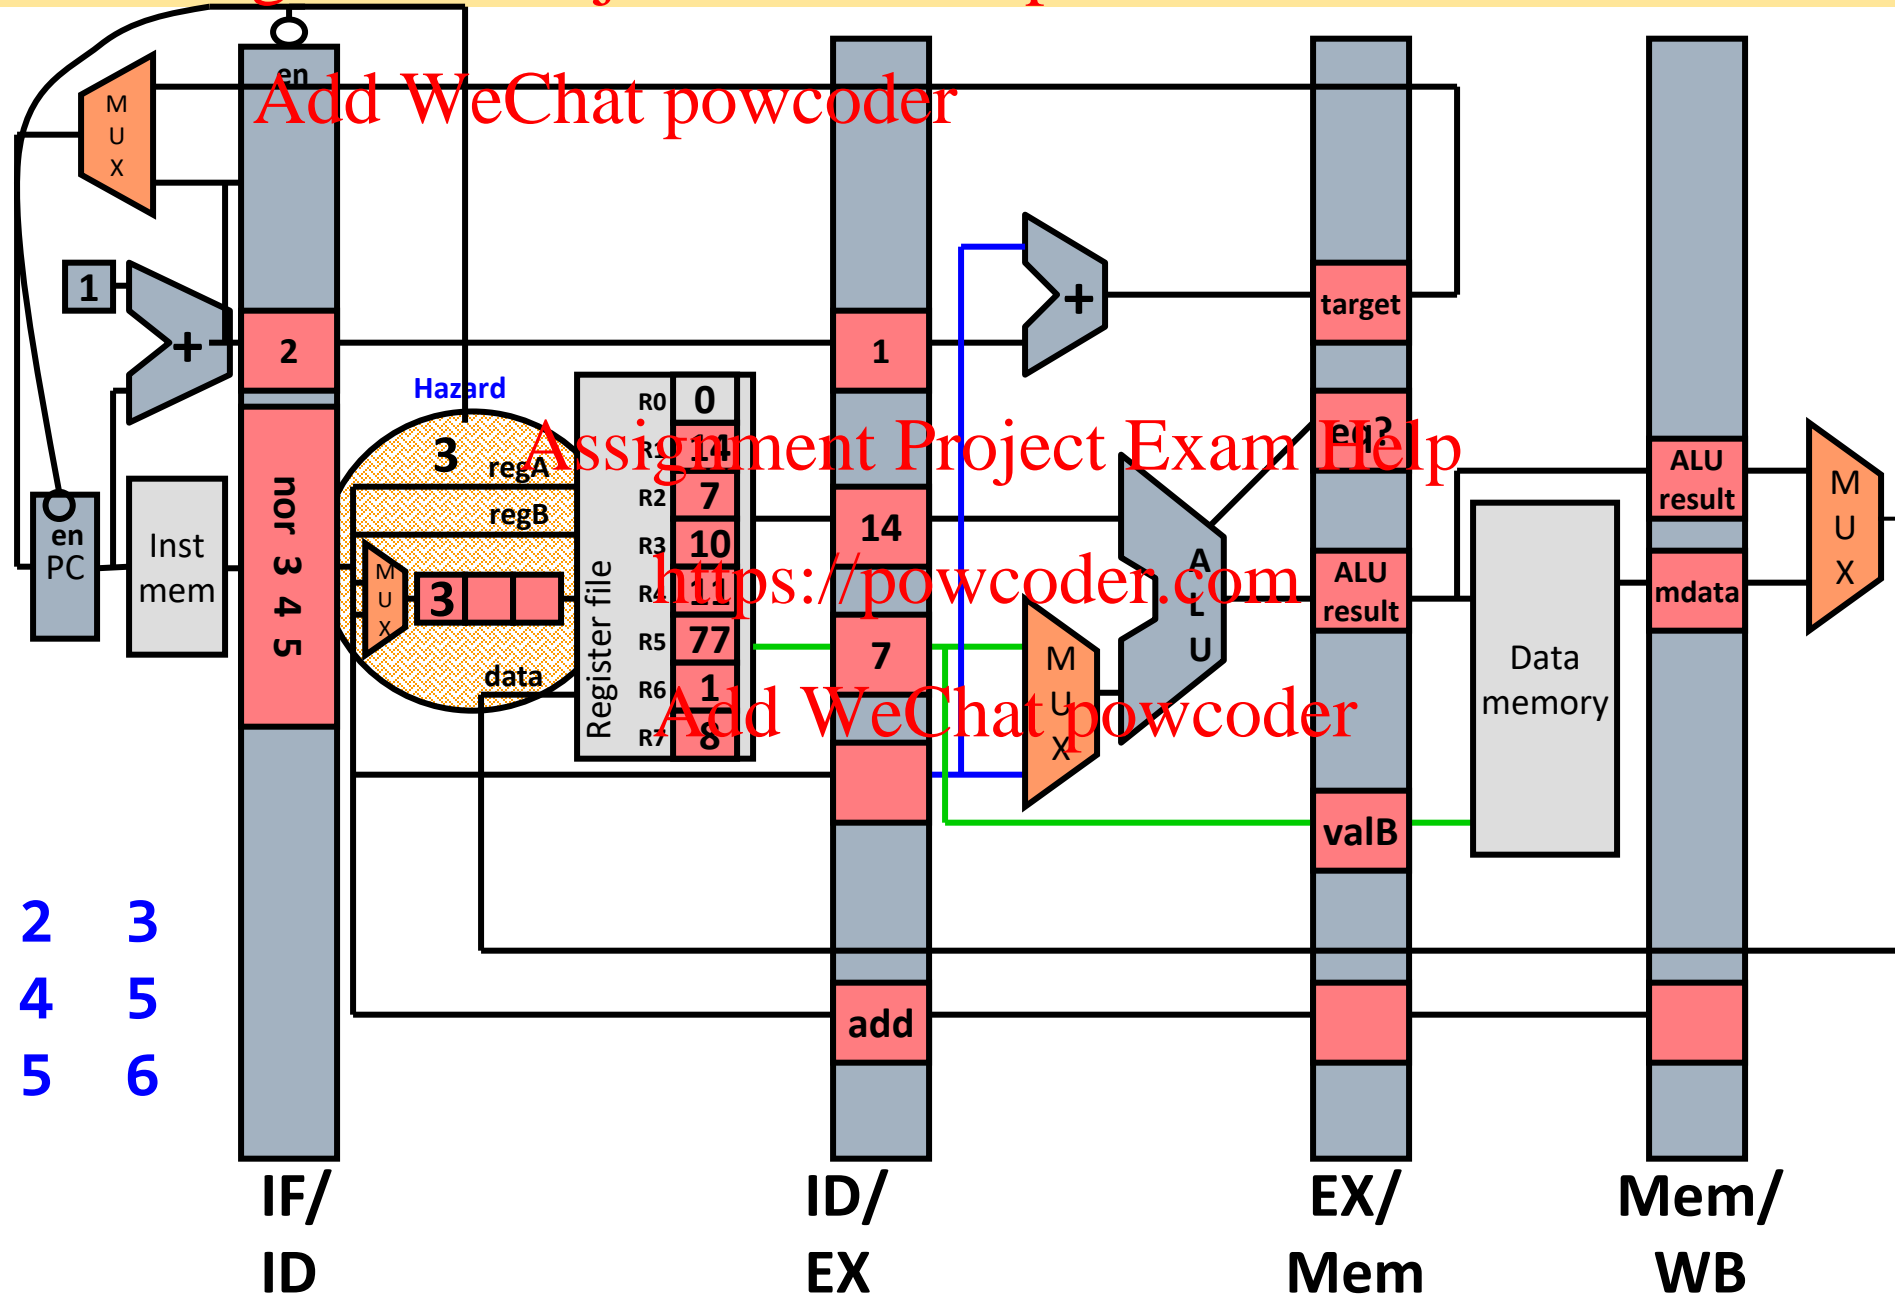 Add WeChat powcoder
en
M
U
X
1
+
2
1
+
target
Hazard
3
regA
regB
data
M
U
X
3
Register file
R0 0
R1 14
R2 7
R3 10
R4
R5 77
R6 1
R7 8
Assignment Project Exam Help
https://powcoder.com
Add WeChat powcoder
en
PC
Inst
mem
nor 3 4 5
14
7
M
U
X
A
L
U
eq?
ALU
result
valB
Data
memory
ALU
result
mdata
M
U
X
add
2 3
4 5
5 6
IF/
ID
ID/
EX
EX/
Mem
Mem/
WB